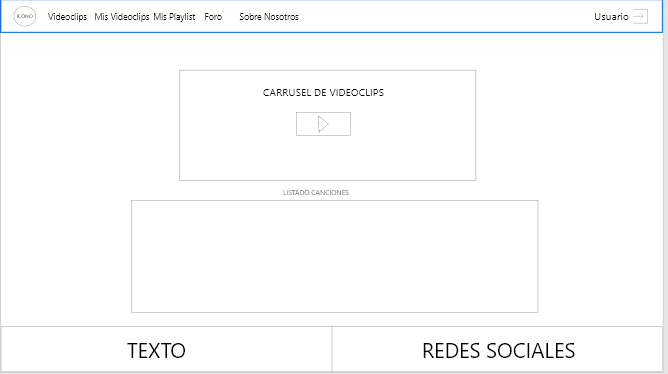 ICONO Videoclips Mis Videoclips Mis Playlist Foro Sobre Nosotros Usuario
CARRUSEL DE VIDEOCLIPS
LISTADO CANCIONES
TEXTO REDES SOCIALES